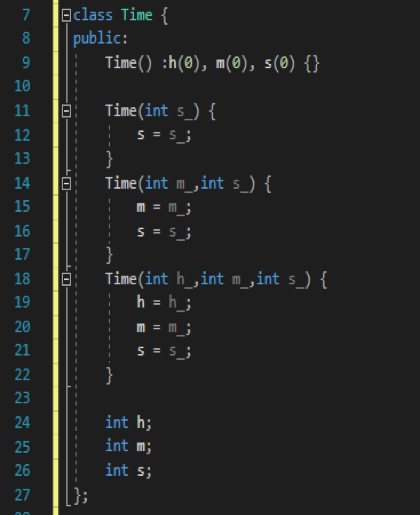 7 class Time {
8 public:
9 Time() :h(0), m(0), s(0) {}
10
11 Time(int s_) {
12 s = s_;
13 }
14 Time(int m_,int s_) {
15 m = m_;
16 s = s_;
17 }
18 Time(int h_,int m_,int s_) {
19 h = h_;
20 m = m_;
21 s = s_;
22 }
23
24 int h;
25 int m;
26 int s;
27 };